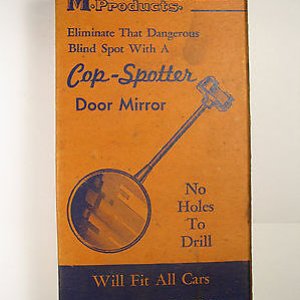 M.Products.
Eliminate That Dangerous
Blind Spot With A
Cop-Spotter
Door Mirror
No
Holes
To
Drill
Will Fit All Cars